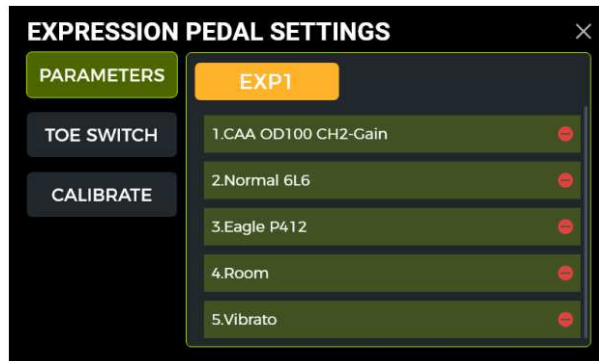 EXPRESSION PEDAL SETTINGS
PARAMETERS
TOE SWITCH
CALIBRATE
EXP1
1.CAA OD100 CH2-Gain
2.Normal 6L6
3.Eagle P412
4.Room
5.Vibrato